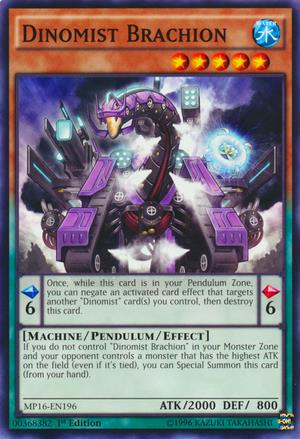 DINOMIST BRACHION
WATER
水
Once, while this card is in your Pendulum Zone,
you can negate an activated card effect that targets
another "Dinomist" card(s) you control, then destroy
this card.
6
6
[MACHINE/PENDULUM/EFFECT]
If you do not control "Dinomist Brachion" in your Monster
Zone and your opponent controls a monster that has the highest ATK
on the field (even if it's tied), you can Special Summon this card
(from your hand).
MP16-EN196
ATK/2000 DEF/ 800
00368382 1st Edition
©1996 KAZUKI TAKAHASHI